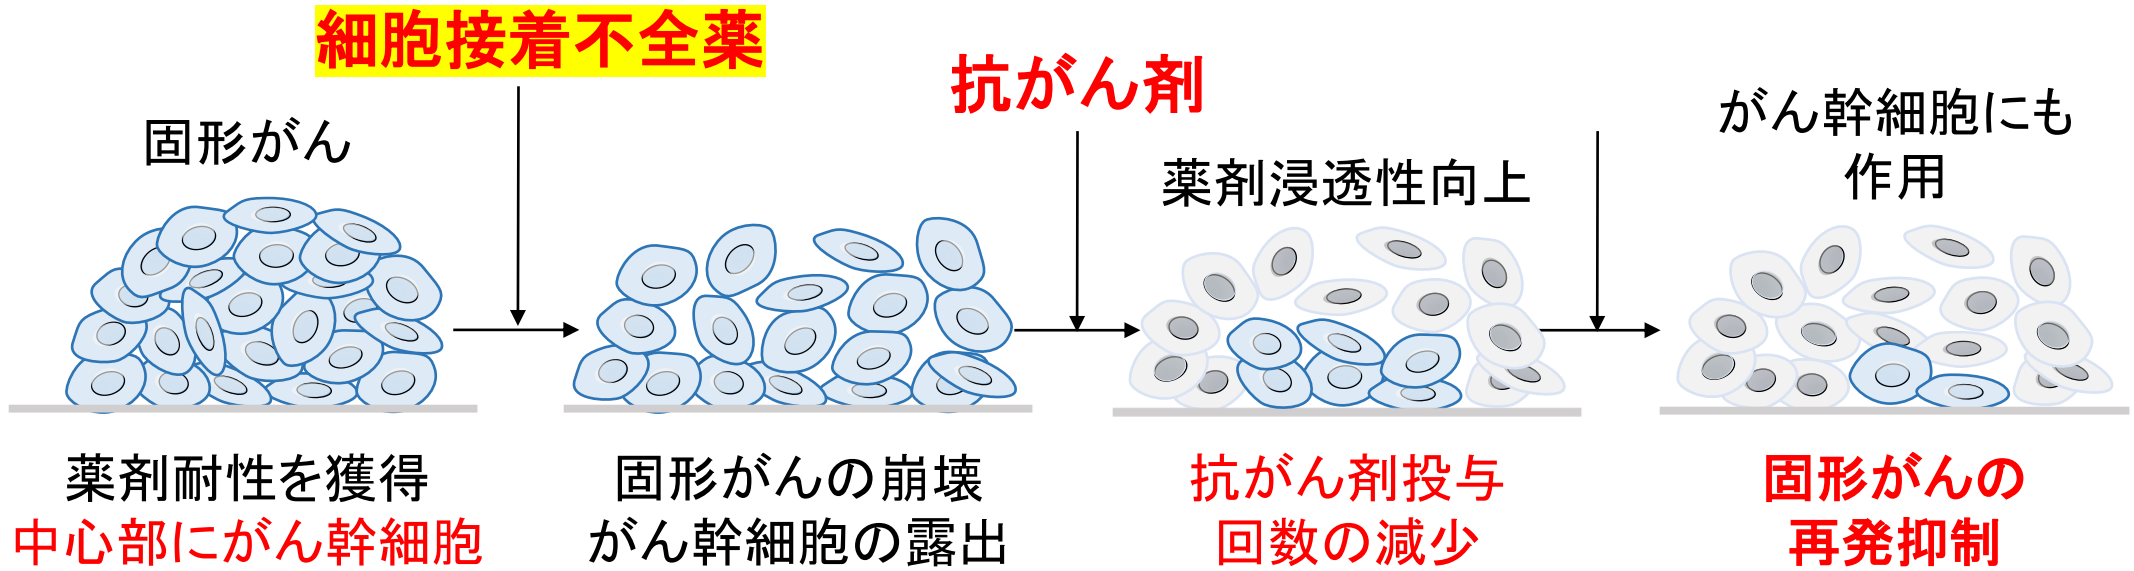 細胞接着不全薬
抗がん剤
固形がん
薬剤浸透性向上
がん幹細胞にも
作用
薬剤耐性を獲得
中心部にがん幹細胞
固形がんの崩壊
がん幹細胞の露出
抗がん剤投与
回数の減少
固形がんの
再発抑制